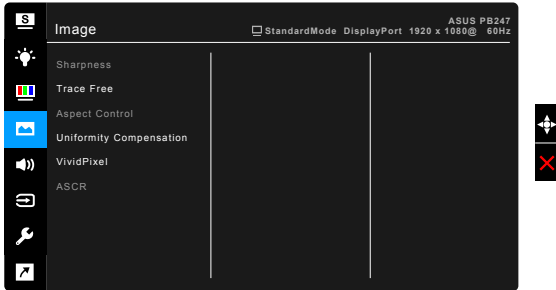 S
ASUS PB247
Image
StandardMode DisplayPort 1920 x 1080@ 60Hz
Sharpness
Trace Free
Aspect Control
Uniformity Compensation
VividPixel
ASCR